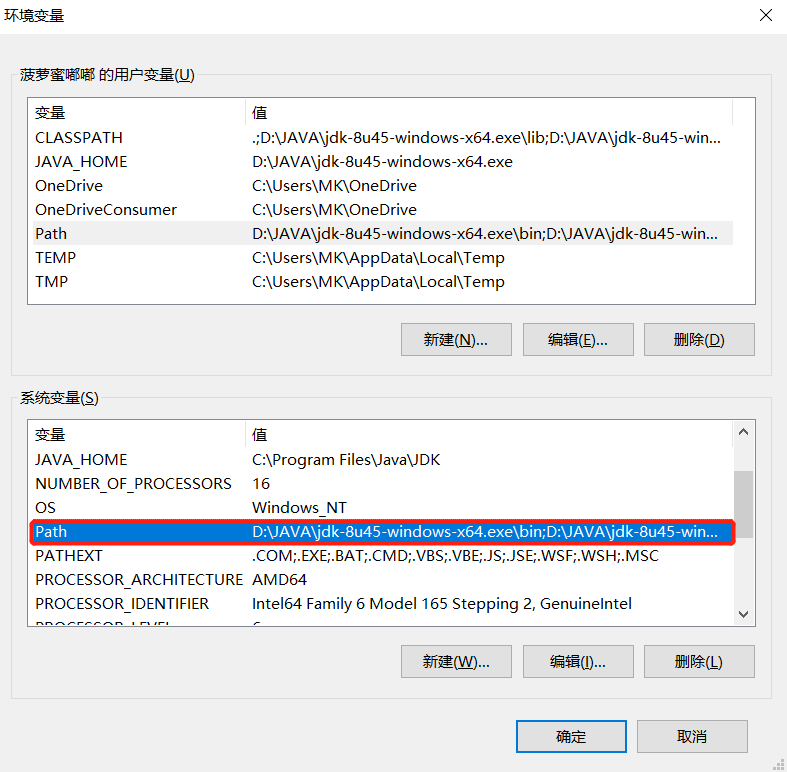 环境变量
菠萝蜜嘟嘟 的用户变量(U)
变量 值
CLASSPATH .;D:\JAVA\jdk-8u45-windows-x64.exe\lib;D:\JAVA\jdk-8u45-win...
JAVA_HOME D:\JAVA\jdk-8u45-windows-x64.exe
OneDrive C:\Users\MK\OneDrive
OneDriveConsumer C:\Users\MK\OneDrive
Path D:\JAVA\jdk-8u45-windows-x64.exe\bin;D:\JAVA\jdk-8u45-win...
TEMP C:\Users\MK\AppData\Local\Temp
TMP C:\Users\MK\AppData\Local\Temp
新建(N)... 编辑(E)... 删除(D)
系统变量(S)
变量 值
JAVA_HOME C:\Program Files\Java\JDK
NUMBER_OF_PROCESSORS 16
OS Windows_NT
Path D:\JAVA\jdk-8u45-windows-x64.exe\bin;D:\JAVA\jdk-8u45-win...
PATHEXT .COM;.EXE;.BAT;.CMD;.VBS;.VBE;.JS;.JSE;.WSF;.WSH;.MSC
PROCESSOR_ARCHITECTURE AMD64
PROCESSOR_IDENTIFIER Intel64 Family 6 Model 165 Stepping 2, GenuineIntel
PROCESSOR_LEVEL 6
新建(W)... 编辑(I)... 删除(L)
确定 取消